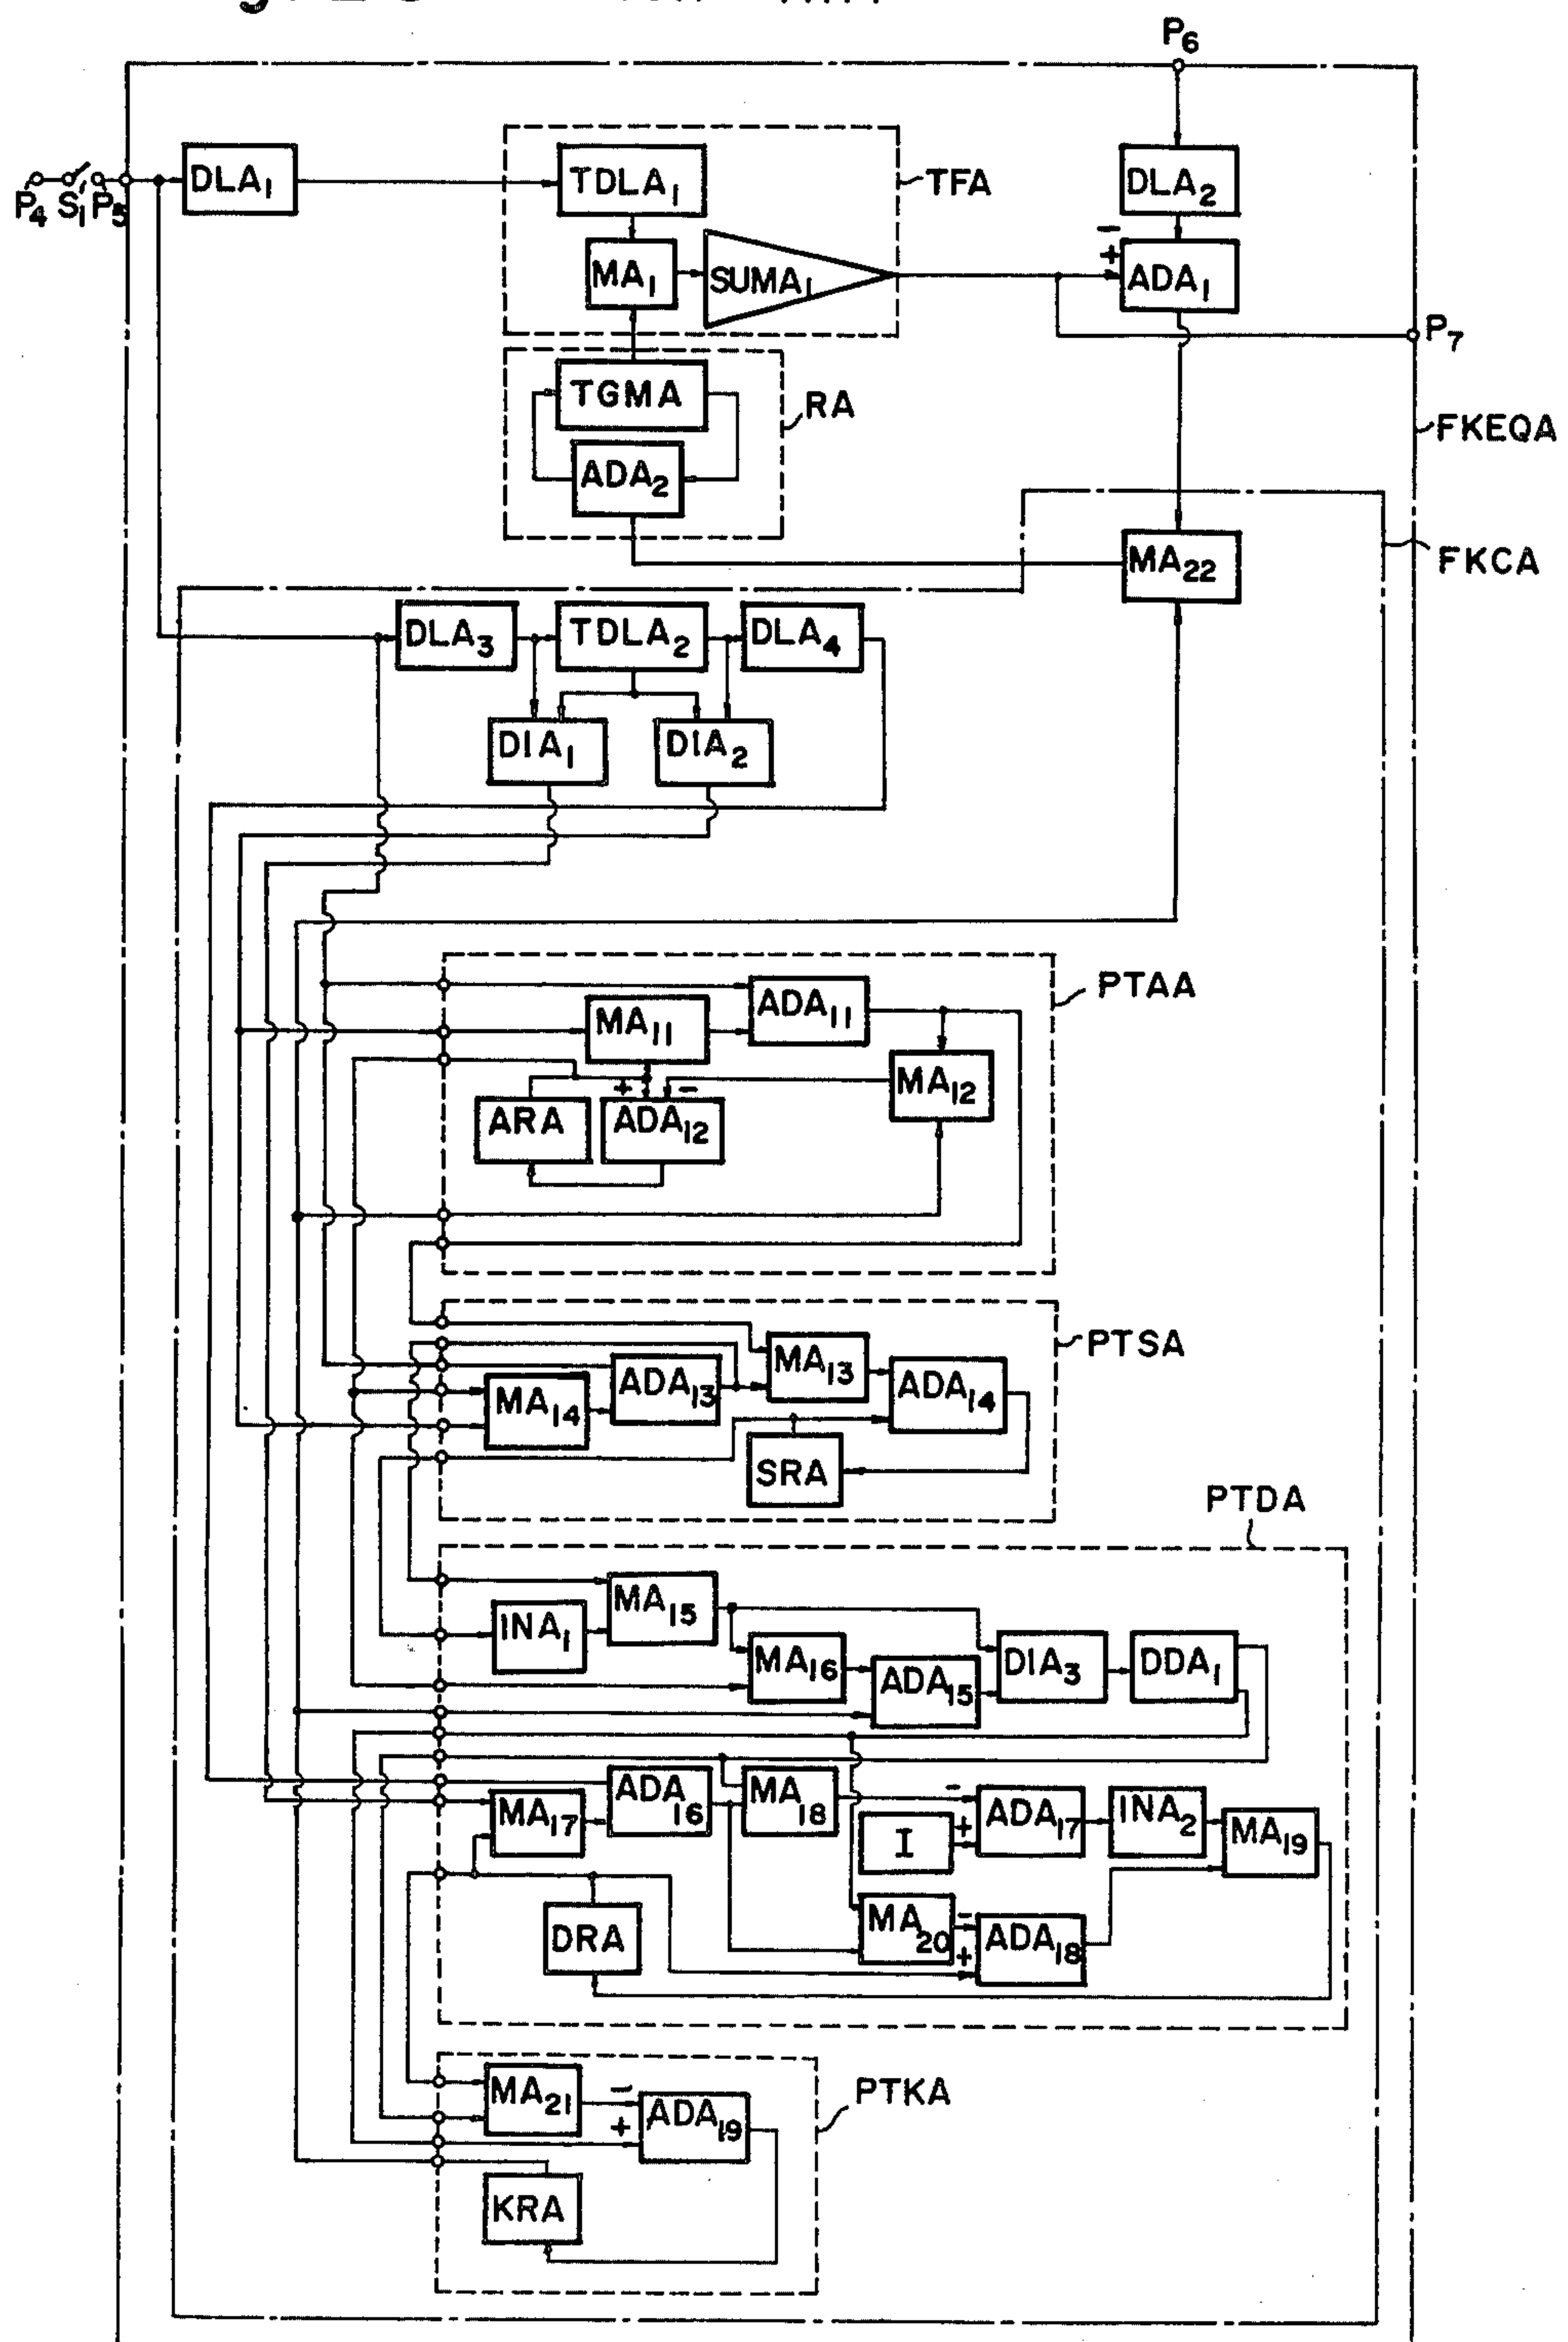 P6
DLA1
TDLA1
TFA
DLA2
P4 S1 P5
−
+
MA1
SUMA1
ADA1
P7
TGMA
RA
FKEQA
ADA2
MA22
FKCA
DLA3
TDLA2
DLA4
DIA1
DIA2
PTAA
ADA11
MA11
MA12
+ −
ARA
ADA12
PTSA
MA13
ADA13
ADA14
MA14
SRA
PTDA
MA15
INA1
MA16
DIA3
DDA1
ADA15
ADA16
MA18
−
ADA17
INA2
MA17
+
I
MA19
MA20
−
ADA18
DRA
+
MA21
−
ADA19
PTKA
+
KRA